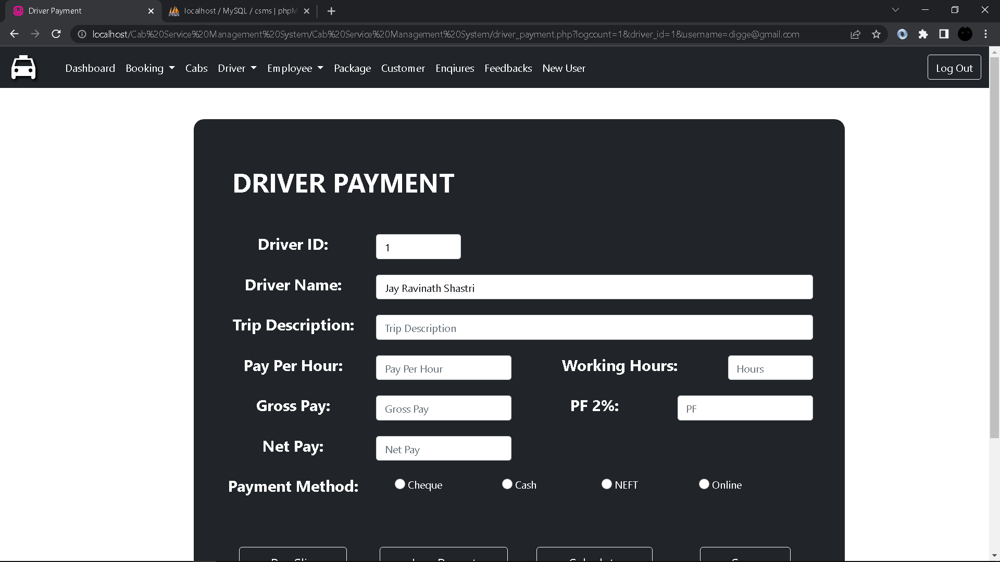 Driver Payment
localhost / MySQL / csms | phpM
localhost/Cab%20Service%20Management%20System/Cab%20Service%20Management%20System/driver_payment.php?logcount=1&driver_id=1&username=digge@gmail.com
Dashboard Booking Cabs Driver Employee Package Customer Enqiures Feedbacks New User Log Out
DRIVER PAYMENT
Driver ID: 1
Driver Name: Jay Ravinath Shastri
Trip Description: Trip Description
Pay Per Hour: Pay Per Hour Working Hours: Hours
Gross Pay: Gross Pay PF 2%: PF
Net Pay: Net Pay
Payment Method: Cheque Cash NEFT Online